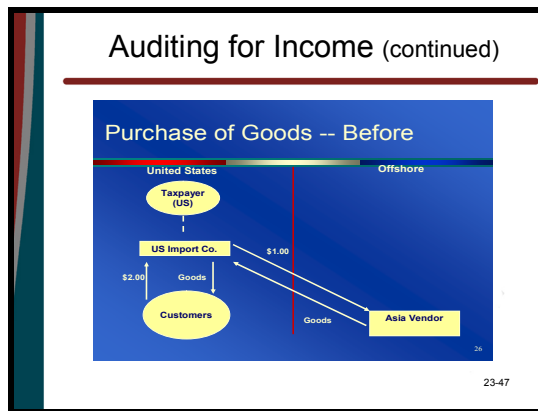 Auditing for Income (continued)
Purchase of Goods -- Before
United States
Offshore
Taxpayer
(US)
US Import Co.
$1.00
$2.00
Goods
Customers
Goods
Asia Vendor
26
23-47